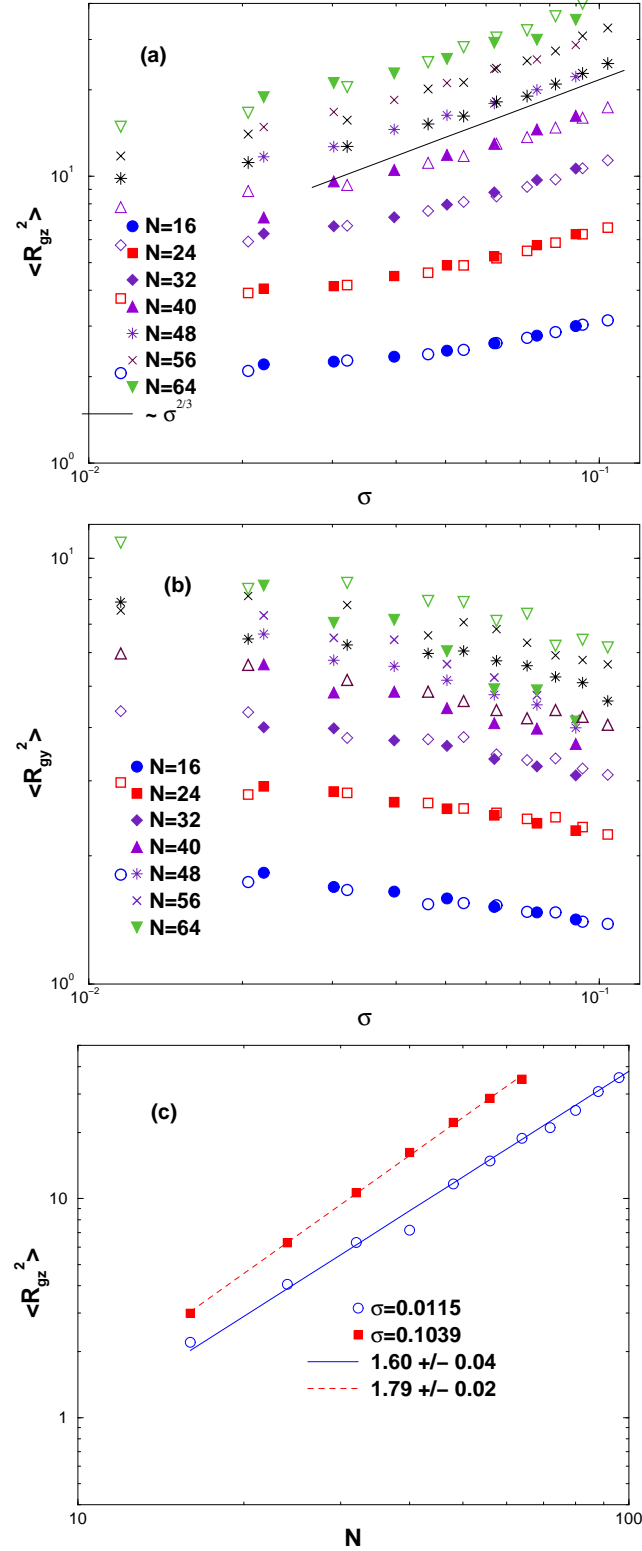 (a)
<R_gz^2>
10^1
10^0
N=16
N=24
N=32
N=40
N=48
N=56
N=64
~ σ^2/3
10^−2
10^−1
σ
(b)
<R_gy^2>
10^1
10^0
N=16
N=24
N=32
N=40
N=48
N=56
N=64
10^−2
10^−1
σ
(c)
<R_gz^2>
10
1
σ=0.0115
σ=0.1039
1.60 +/− 0.04
1.79 +/− 0.02
10
100
N